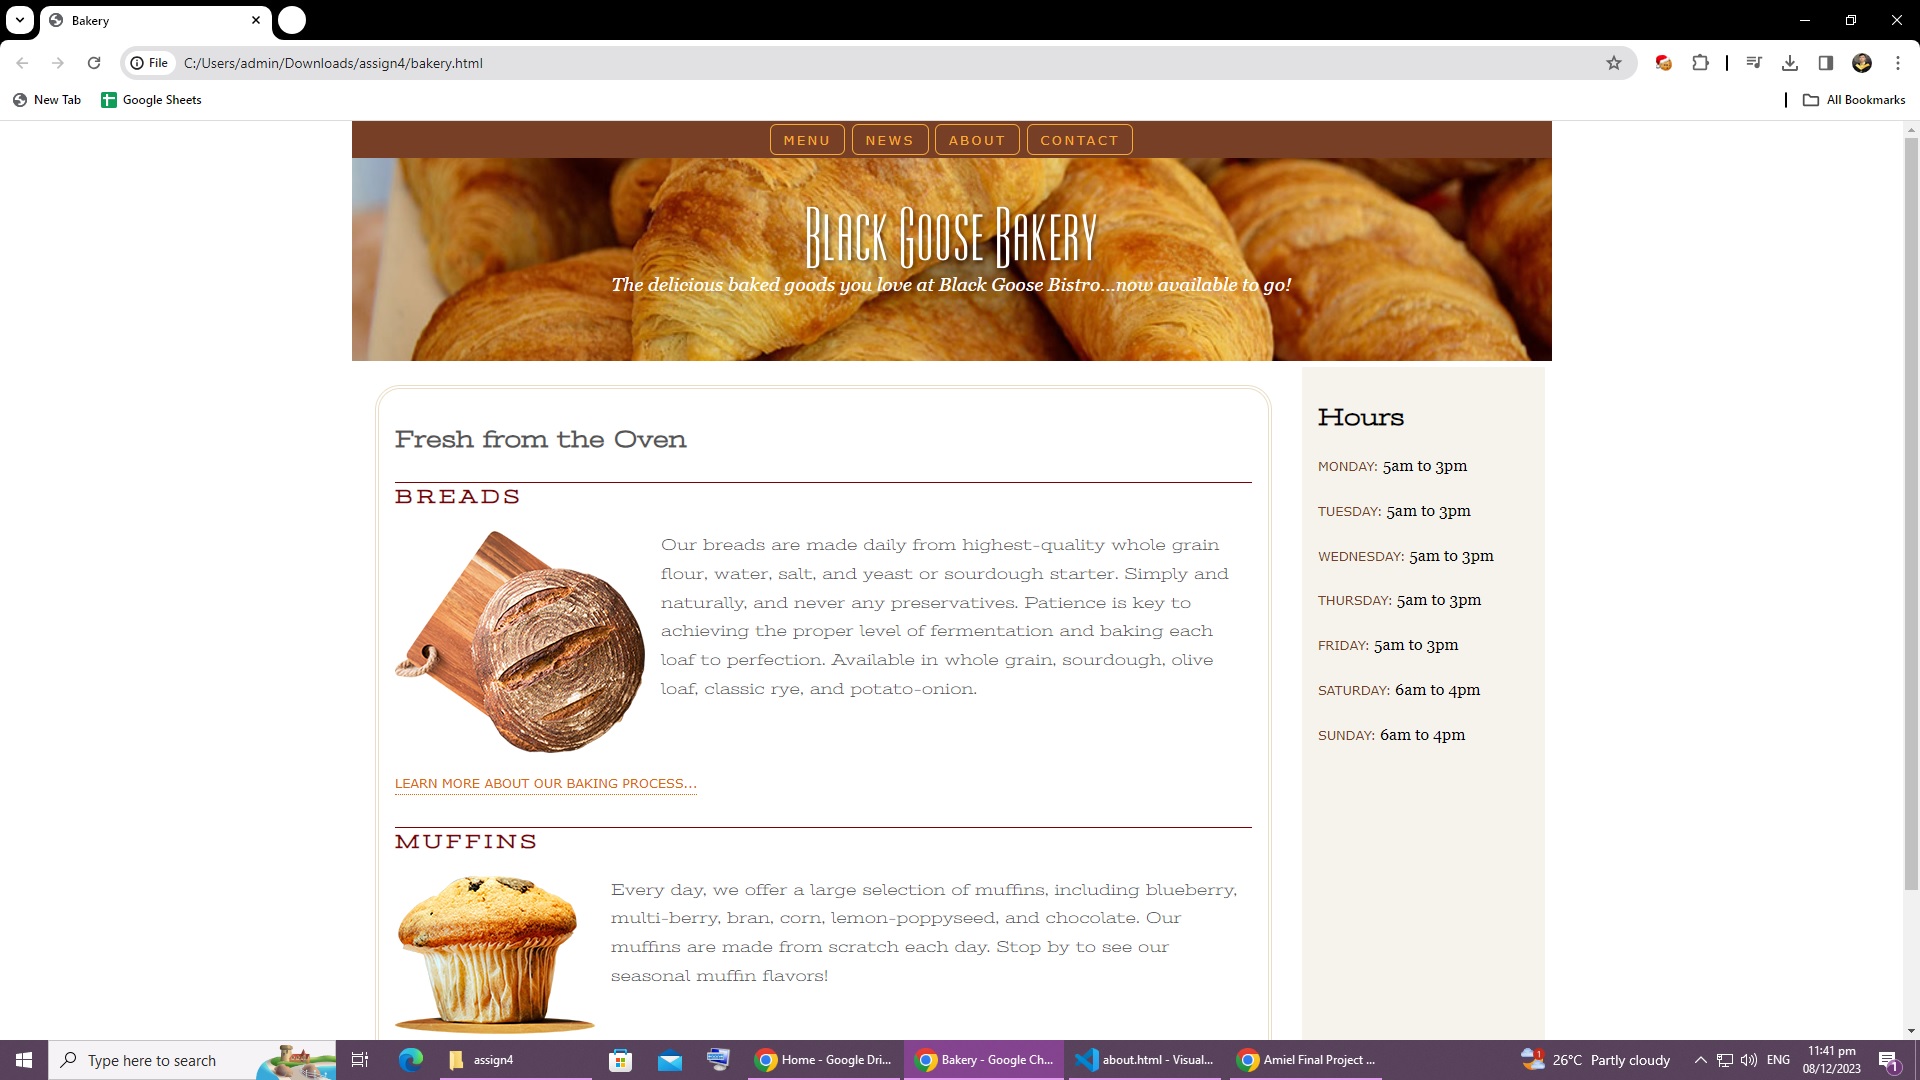 Bakery
File
C:/Users/admin/Downloads/assign4/bakery.html
New Tab
Google Sheets
All Bookmarks
MENU
NEWS
ABOUT
CONTACT
Black Goose Bakery
The delicious baked goods you love at Black Goose Bistro...now available to go!
Fresh from the Oven
BREADS
Our breads are made daily from highest-quality whole grain
flour, water, salt, and yeast or sourdough starter. Simply and
naturally, and never any preservatives. Patience is key to
achieving the proper level of fermentation and baking each
loaf to perfection. Available in whole grain, sourdough, olive
loaf, classic rye, and potato-onion.
LEARN MORE ABOUT OUR BAKING PROCESS...
MUFFINS
Every day, we offer a large selection of muffins, including blueberry,
multi-berry, bran, corn, lemon-poppyseed, and chocolate. Our
muffins are made from scratch each day. Stop by to see our
seasonal muffin flavors!
Hours
MONDAY: 5am to 3pm
TUESDAY: 5am to 3pm
WEDNESDAY: 5am to 3pm
THURSDAY: 5am to 3pm
FRIDAY: 5am to 3pm
SATURDAY: 6am to 4pm
SUNDAY: 6am to 4pm
Type here to search
assign4
Home - Google Dri...
Bakery - Google Ch...
about.html - Visual...
Amiel Final Project ...
1
26°C Partly cloudy
ENG
11:41 pm
08/12/2023
1